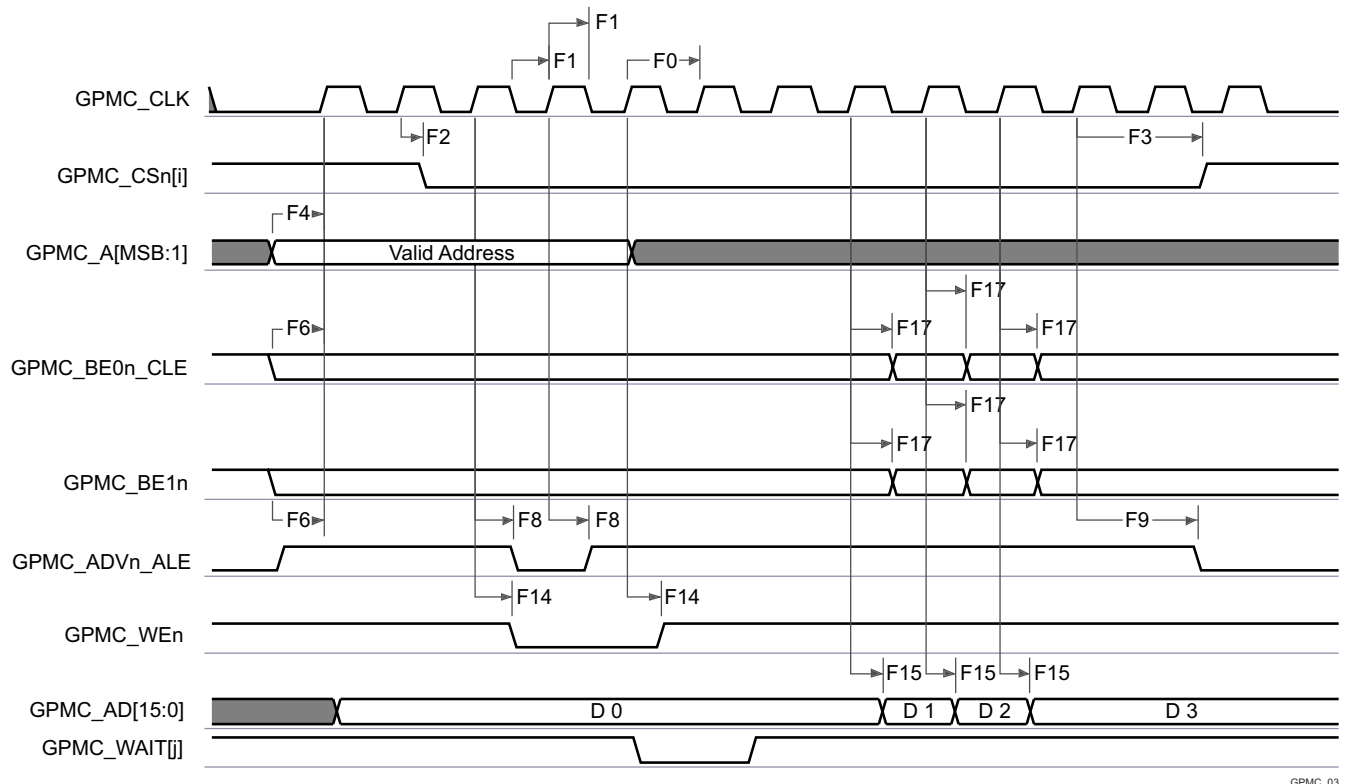 F1
F1
F0
GPMC_CLK
F2
F3
GPMC_CSn[i]
F4
GPMC_A[MSB:1]
Valid Address
F17
F6
F17
F17
GPMC_BE0n_CLE
F17
F17
F17
GPMC_BE1n
F6
F8
F8
F9
GPMC_ADVn_ALE
F14
F14
GPMC_WEn
F15
F15
F15
GPMC_AD[15:0]
D 0
D 1
D 2
D 3
GPMC_WAIT[j]
GPMC_03